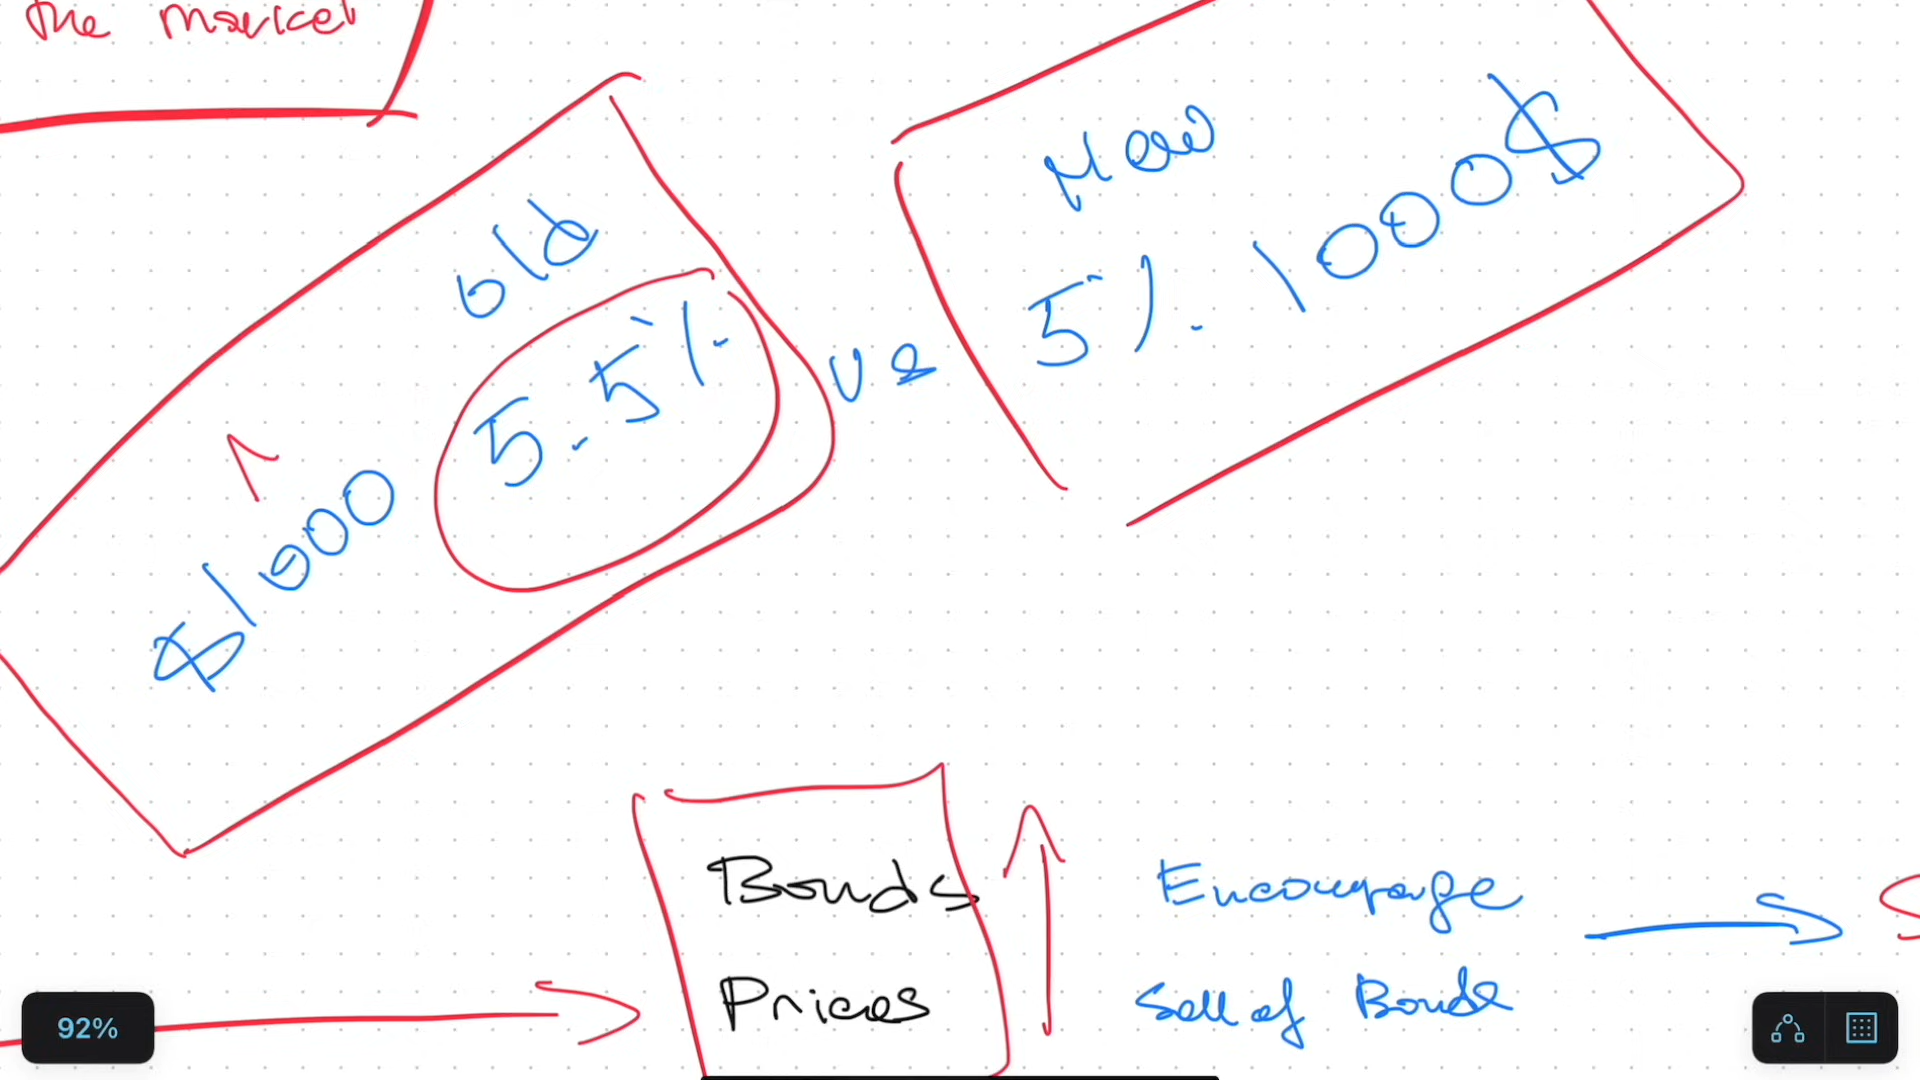 the market
old
$1000 5.5%
vs
New
5% 1000$
Bonds
Prices
Encourage
Sell of Bonds
92%